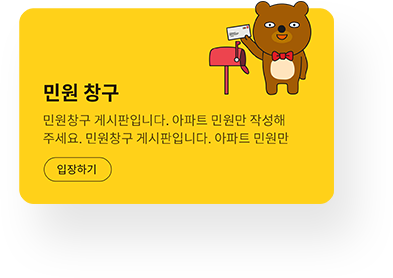 민원 창구
민원창구 게시판입니다. 아파트 민원만 작성해
주세요. 민원창구 게시판입니다. 아파트 민원만
입장하기